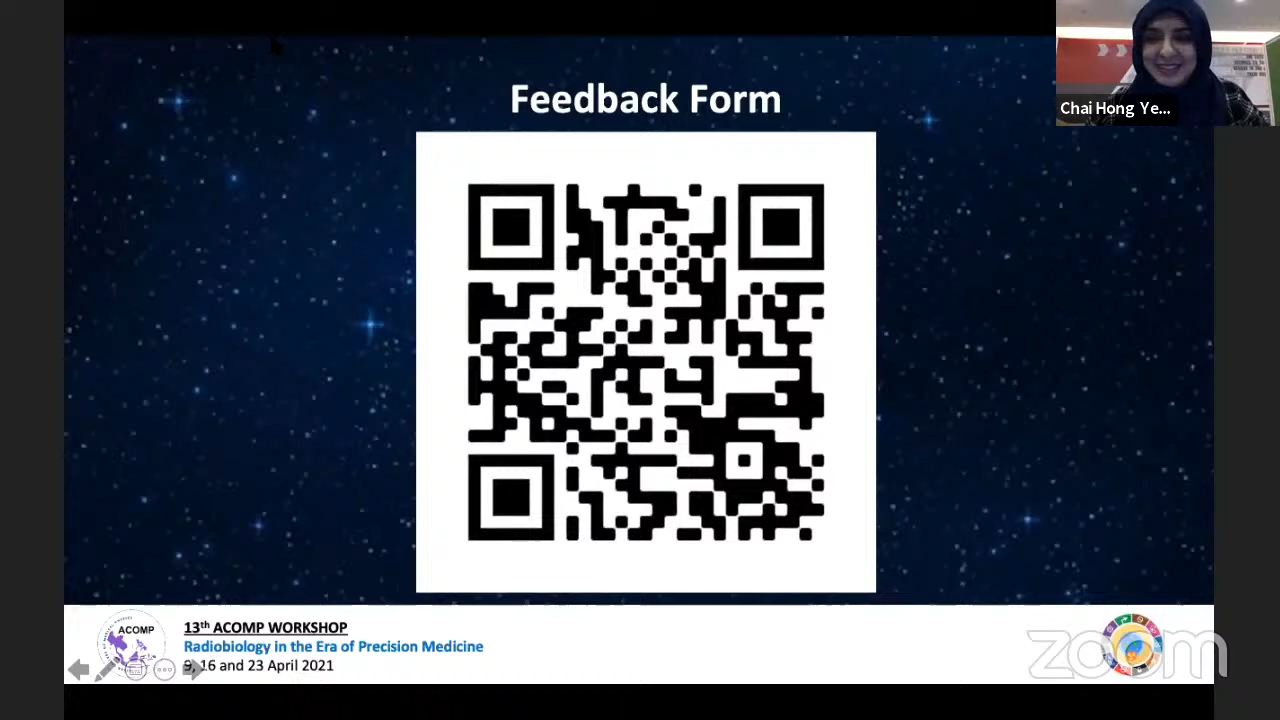 Feedback Form
Chai Hong Ye...
ACOMP
13th ACOMP WORKSHOP
Radiobiology in the Era of Precision Medicine
9, 16 and 23 April 2021
zoom